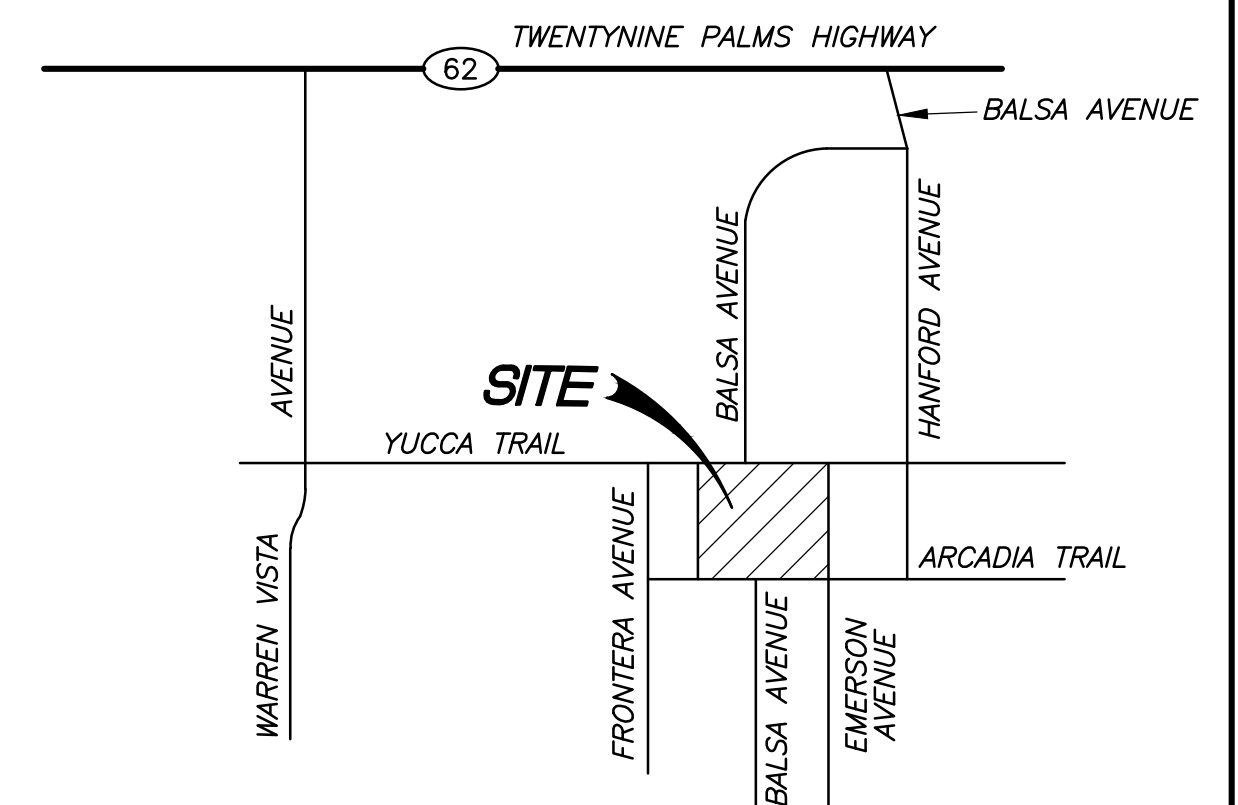 TWENTYNINE PALMS HIGHWAY
62
BALSA AVENUE
BALSA AVENUE
HANFORD AVENUE
AVENUE
SITE
YUCCA TRAIL
WARREN VISTA
FRONTERA AVENUE
ARCADIA TRAIL
BALSA AVENUE
EMERSON
AVENUE